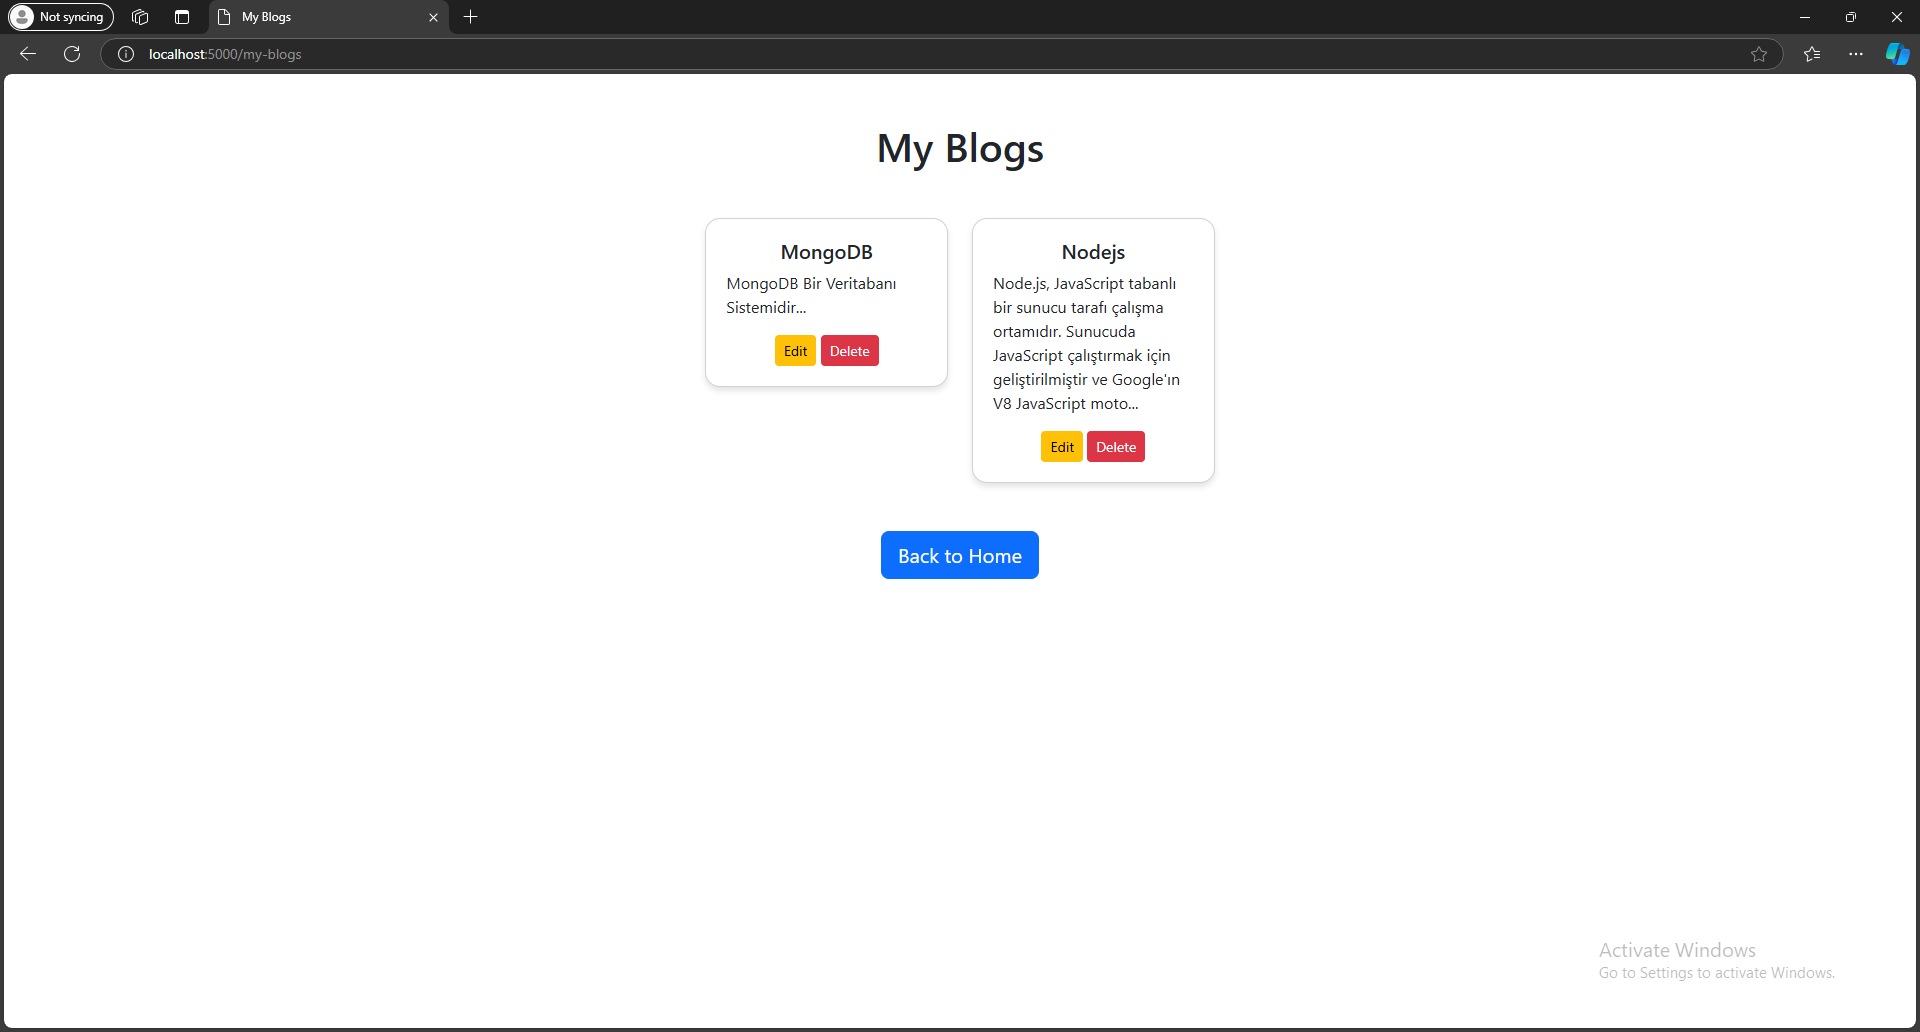 Not syncing
My Blogs
localhost:5000/my-blogs
My Blogs
MongoDB
MongoDB Bir Veritabanı
Sistemidir...
Edit Delete
Nodejs
Node.js, JavaScript tabanlı
bir sunucu tarafı çalışma
ortamıdır. Sunucuda
JavaScript çalıştırmak için
geliştirilmiştir ve Google'ın
V8 JavaScript moto...
Edit Delete
Back to Home
Activate Windows
Go to Settings to activate Windows.